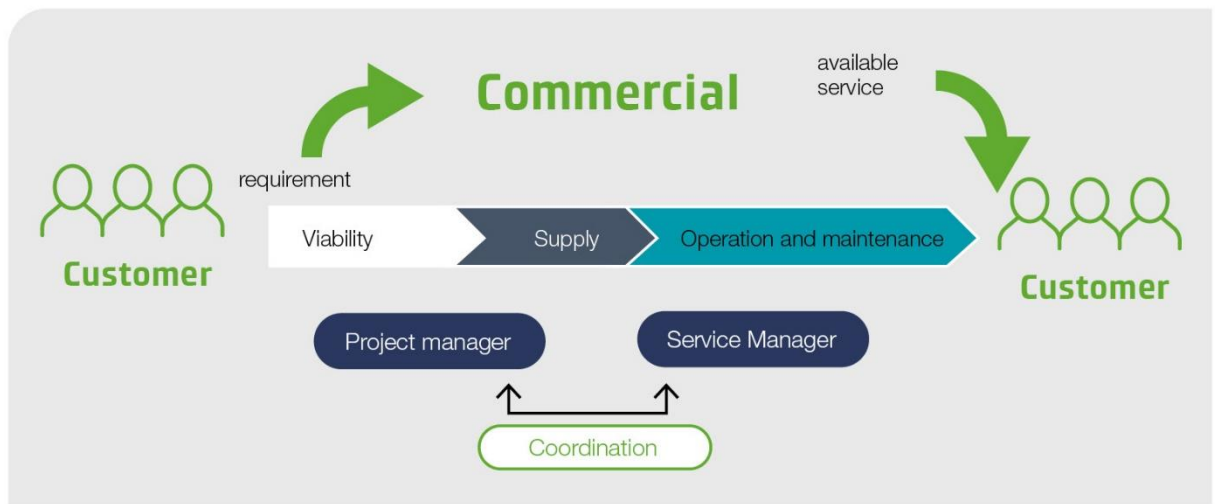 Commercial
available
service
requirement
Customer
Viability
Supply
Operation and maintenance
Customer
Project manager
Service Manager
Coordination